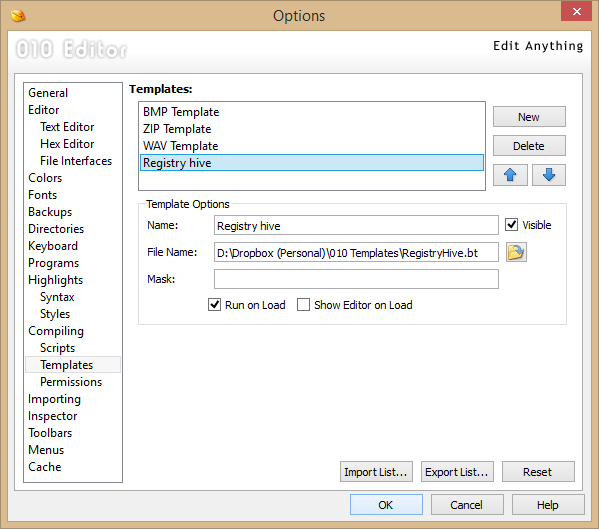 Options
010 Editor
Edit Anything
General
Editor
Text Editor
Hex Editor
File Interfaces
Colors
Fonts
Backups
Directories
Keyboard
Programs
Highlights
Syntax
Styles
Compiling
Scripts
Templates
Permissions
Importing
Inspector
Toolbars
Menus
Cache
Templates:
BMP Template
ZIP Template
WAV Template
Registry hive
New
Delete
Template Options
Name: Registry hive Visible
File Name: D:\Dropbox (Personal)\010 Templates\RegistryHive.bt
Mask:
Run on Load Show Editor on Load
Import List... Export List... Reset
OK Cancel Help